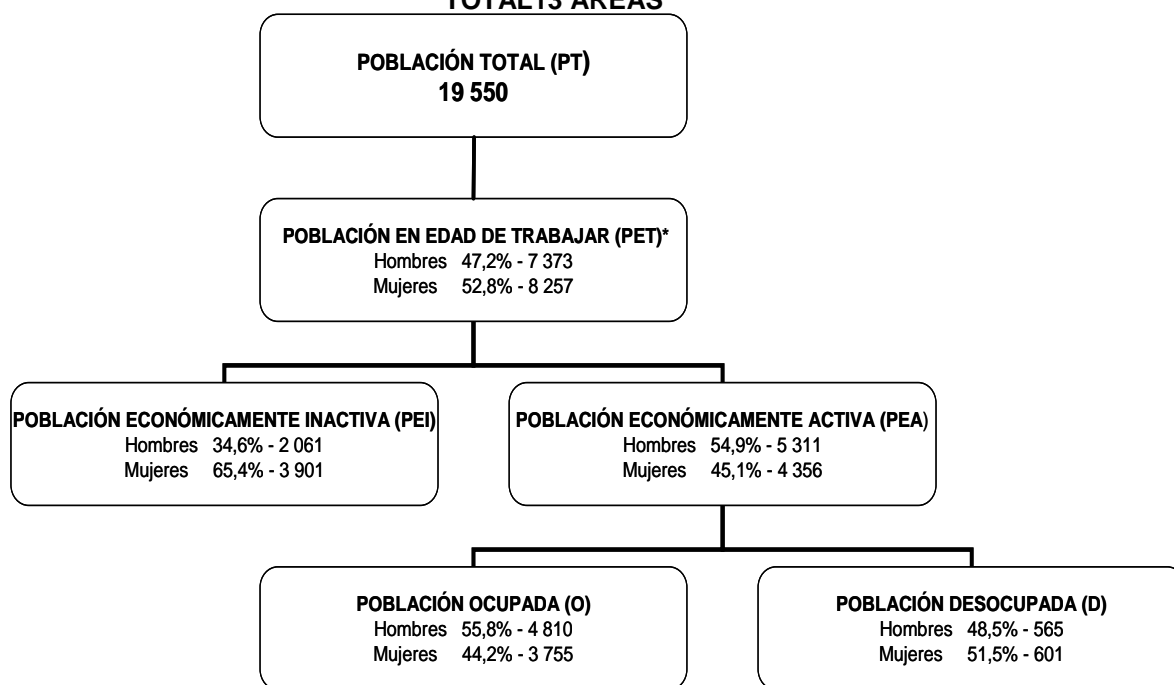 TOTAL13 ÁREAS
POBLACIÓN TOTAL (PT)
19 550
POBLACIÓN EN EDAD DE TRABAJAR (PET)*
Hombres 47,2% - 7 373
Mujeres 52,8% - 8 257
POBLACIÓN ECONÓMICAMENTE INACTIVA (PEI)
Hombres 34,6% - 2 061
Mujeres 65,4% - 3 901
POBLACIÓN ECONÓMICAMENTE ACTIVA (PEA)
Hombres 54,9% - 5 311
Mujeres 45,1% - 4 356
POBLACIÓN OCUPADA (O)
Hombres 55,8% - 4 810
Mujeres 44,2% - 3 755
POBLACIÓN DESOCUPADA (D)
Hombres 48,5% - 565
Mujeres 51,5% - 601